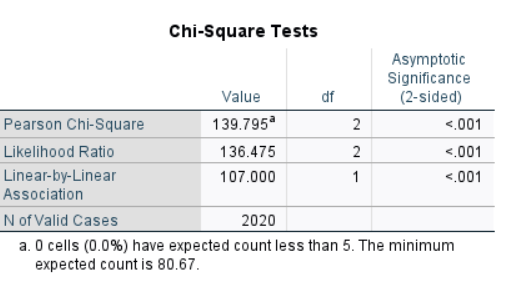 Chi-Square Tests
Value df Asymptotic Significance (2-sided)
Pearson Chi-Square 139.795a 2 <.001
Likelihood Ratio 136.475 2 <.001
Linear-by-Linear Association 107.000 1 <.001
N of Valid Cases 2020
a. 0 cells (0.0%) have expected count less than 5. The minimum
expected count is 80.67.